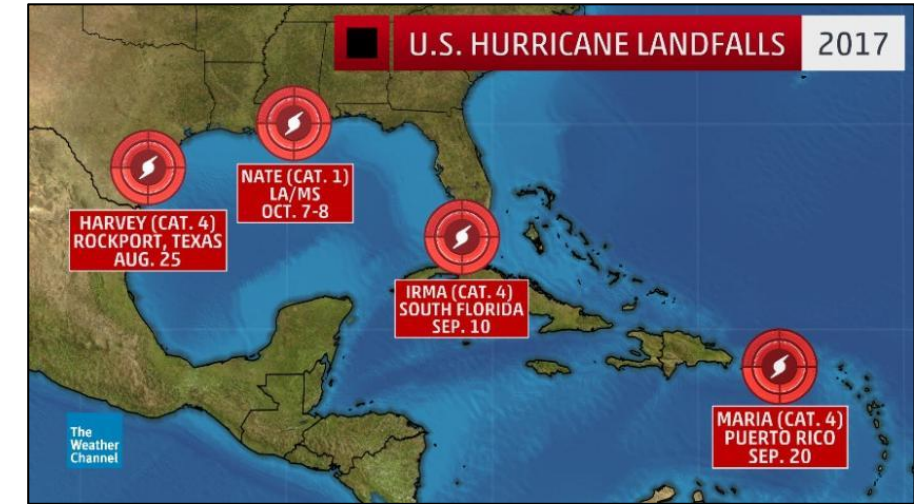 U.S. HURRICANE LANDFALLS 2017
NATE (CAT. 1)
LA/MS
OCT. 7-8
HARVEY (CAT. 4)
ROCKPORT, TEXAS
AUG. 25
IRMA (CAT. 4)
SOUTH FLORIDA
SEP. 10
MARIA (CAT. 4)
PUERTO RICO
SEP. 20
The
Weather
Channel